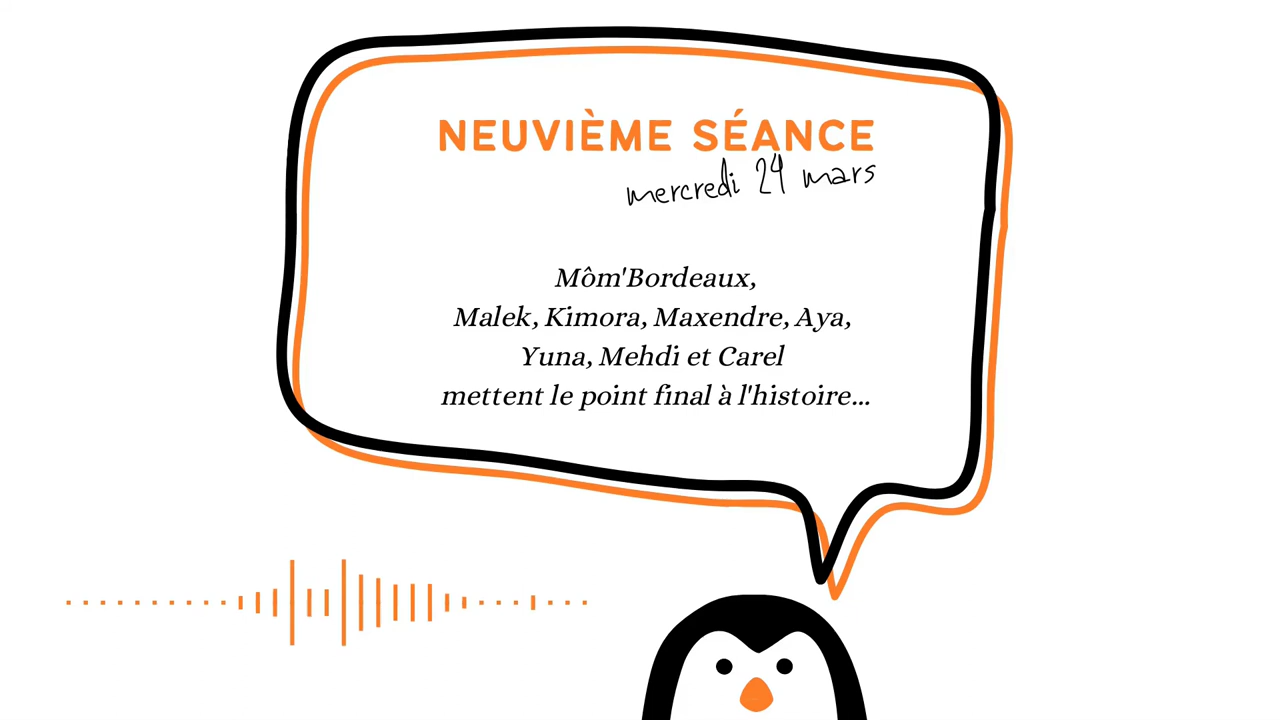 NEUVIÈME SÉANCE
mercredi 24 mars
Môm'Bordeaux,
Malek, Kimora, Maxendre, Aya,
Yuna, Mehdi et Carel
mettent le point final à l'histoire...